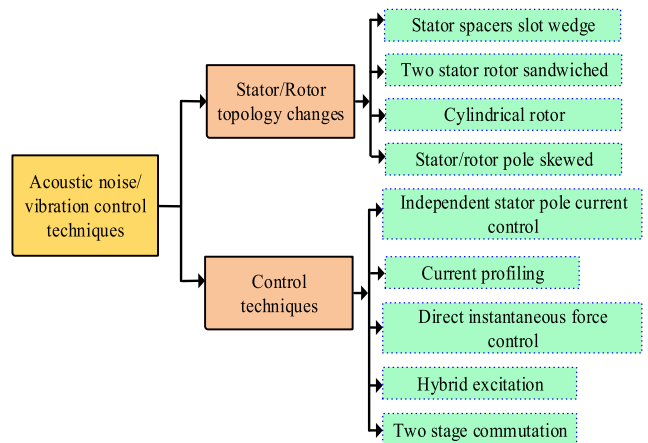 Acoustic noise/
vibration control
techniques
Stator/Rotor
topology changes
Stator spacers slot wedge
Two stator rotor sandwiched
Cylindrical rotor
Stator/rotor pole skewed
Control
techniques
Independent stator pole current
control
Current profiling
Direct instantaneous force
control
Hybrid excitation
Two stage commutation